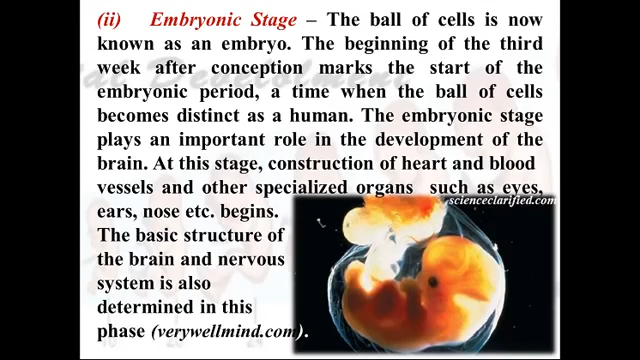 (ii) Embryonic Stage – The ball of cells is now
known as an embryo. The beginning of the third
week after conception marks the start of the
embryonic period, a time when the ball of cells
becomes distinct as a human. The embryonic stage
plays an important role in the development of the
brain. At this stage, construction of heart and blood
vessels and other specialized organs such as eyes,
ears, nose etc. begins.
The basic structure of
the brain and nervous
system is also
determined in this
phase (verywellmind.com).
scienceclarified.com